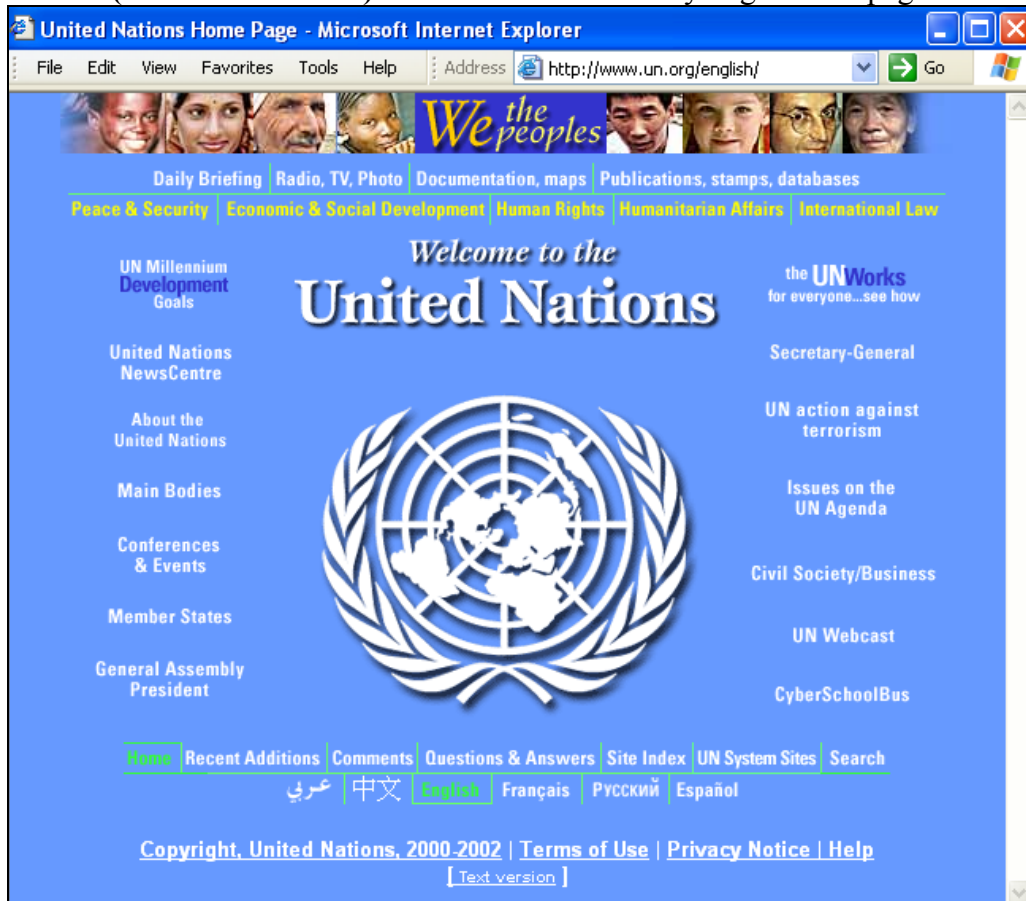 United Nations Home Page - Microsoft Internet Explorer
File Edit View Favorites Tools Help Address http://www.un.org/english/ Go
We the peoples
Daily Briefing Radio, TV, Photo Documentation, maps Publications, stamps, databases
Peace & Security Economic & Social Development Human Rights Humanitarian Affairs International Law
Welcome to the
United Nations
UN Millennium
Development
Goals
the UNWorks
for everyone...see how
United Nations
NewsCentre
Secretary-General
About the
United Nations
UN action against
terrorism
Main Bodies
Issues on the
UN Agenda
Conferences
& Events
Civil Society/Business
Member States
UN Webcast
General Assembly
President
CyberSchoolBus
Home Recent Additions Comments Questions & Answers Site Index UN System Sites Search
عربي 中文 English Français Русский Español
Copyright, United Nations, 2000-2002 | Terms of Use | Privacy Notice | Help
[ Text version ]